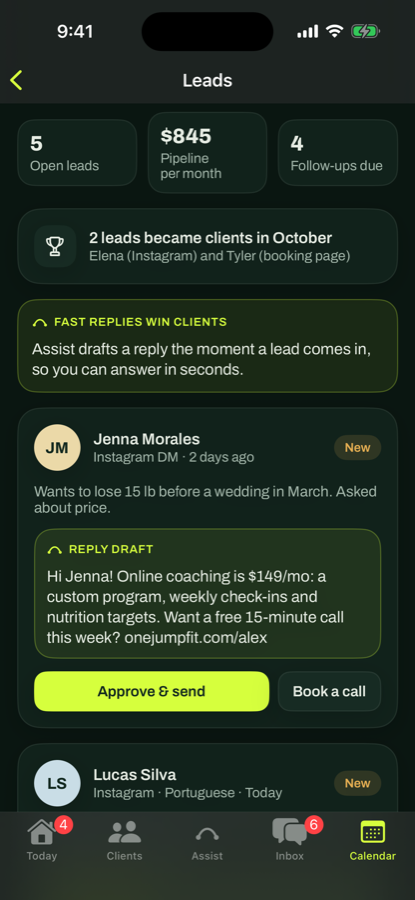 9:41
Leads
5
Open leads
$845
Pipeline
per month
4
Follow-ups due
2 leads became clients in October
Elena (Instagram) and Tyler (booking page)
FAST REPLIES WIN CLIENTS
Assist drafts a reply the moment a lead comes in,
so you can answer in seconds.
JM
Jenna Morales
Instagram DM · 2 days ago
New
Wants to lose 15 lb before a wedding in March. Asked
about price.
REPLY DRAFT
Hi Jenna! Online coaching is $149/mo: a
custom program, weekly check-ins and
nutrition targets. Want a free 15-minute call
this week? onejumpfit.com/alex
Approve & send
Book a call
LS
Lucas Silva
Instagram · Portuguese · Today
New
4
Today
Clients
Assist
6
Inbox
Calendar